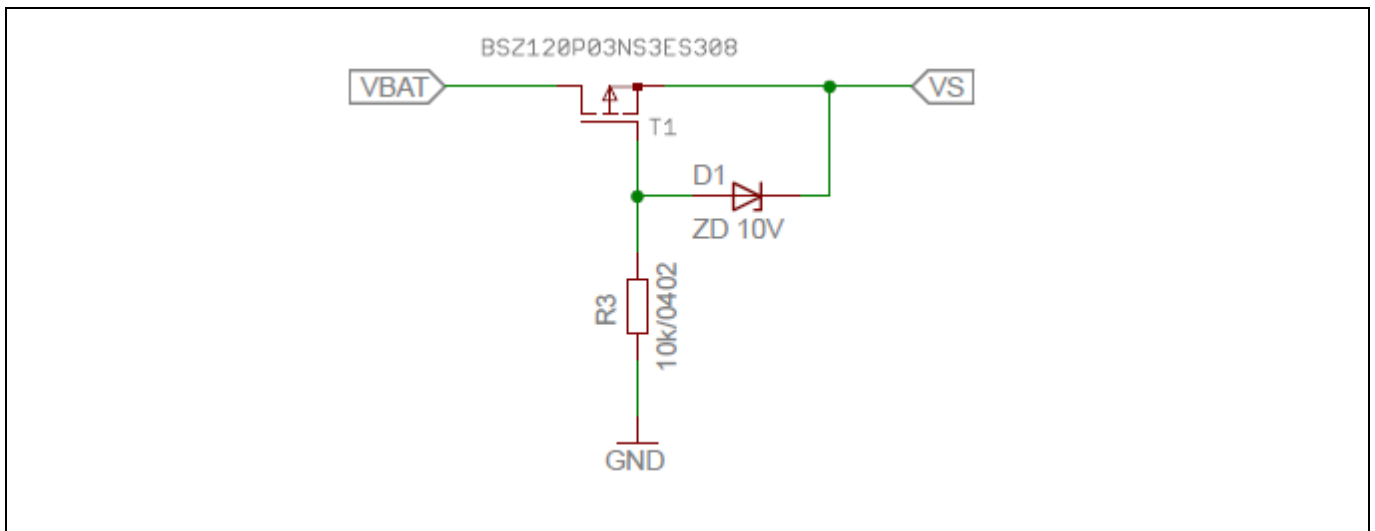 BSZ120P03NS3ES308
VBAT
VS
T1
D1
ZD 10V
R3
10k/0402
GND